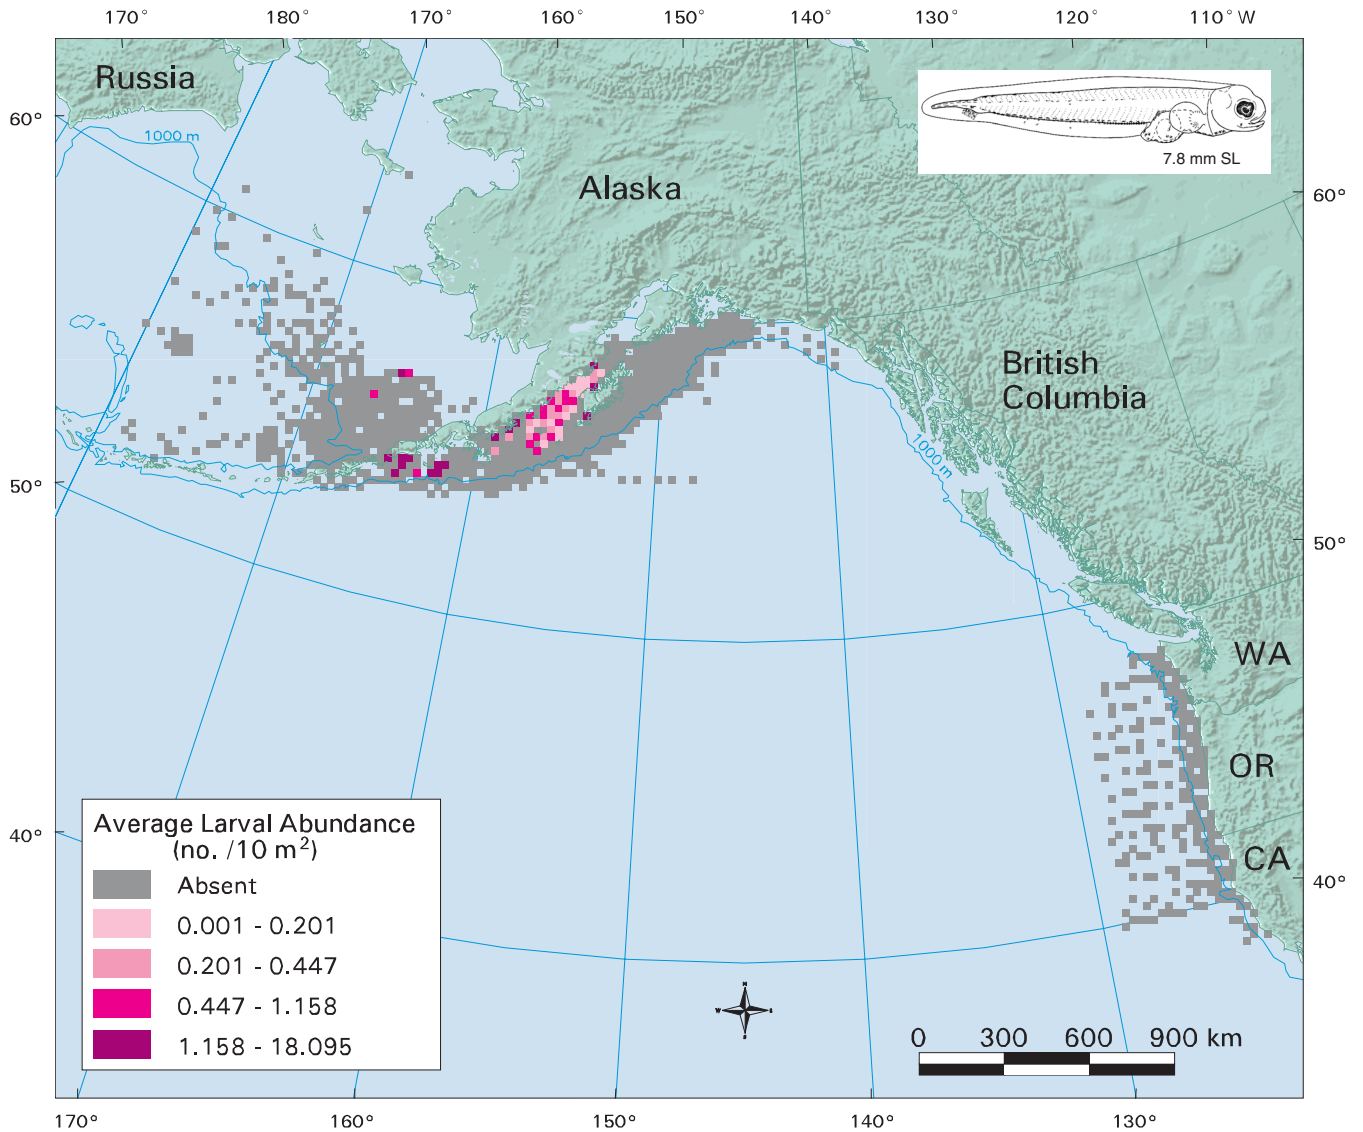 170° 180° 170° 160° 150° 140° 130° 120° 110° W
Russia
60°
1000 m
7.8 mm SL
Alaska
60°
British
Columbia
1000 m
50°
50°
WA
OR
CA
40°
40°
Average Larval Abundance
(no. /10 m²)
Absent
0.001 - 0.201
0.201 - 0.447
0.447 - 1.158
1.158 - 18.095
N
W
S
0 300 600 900 km
170° 160° 150° 140° 130°